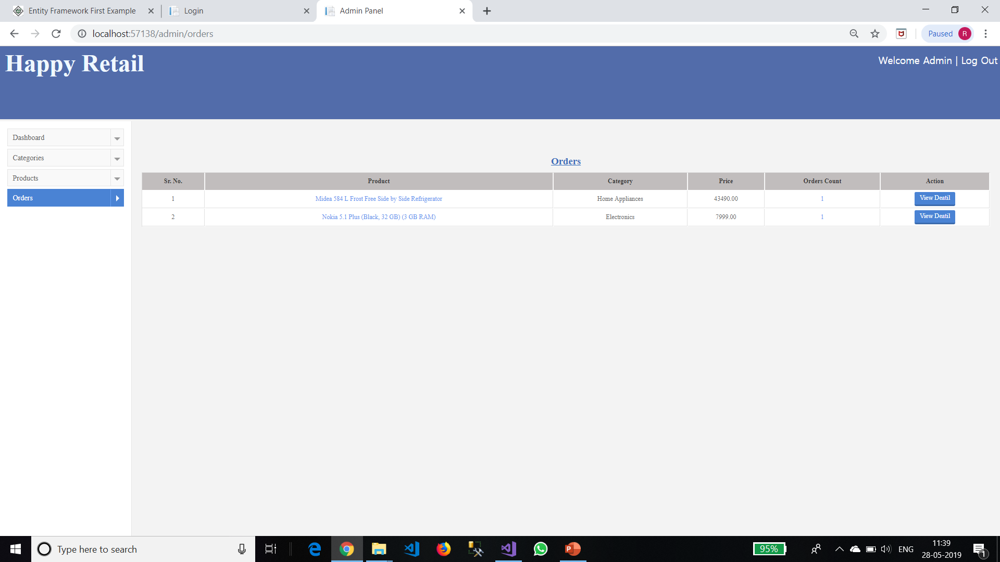 Entity Framework First Example
Login
Admin Panel
localhost:57138/admin/orders
Paused R
Happy Retail
Welcome Admin | Log Out
Dashboard
Categories
Products
Orders
Orders
Sr. No. Product Category Price Orders Count Action
1 Midea 584 L Frost Free Side by Side Refrigerator Home Appliances 43490.00 1 View Deatil
2 Nokia 5.1 Plus (Black, 32 GB) (3 GB RAM) Electronics 7999.00 1 View Deatil
Type here to search
95%
ENG
11:39
28-05-2019
1